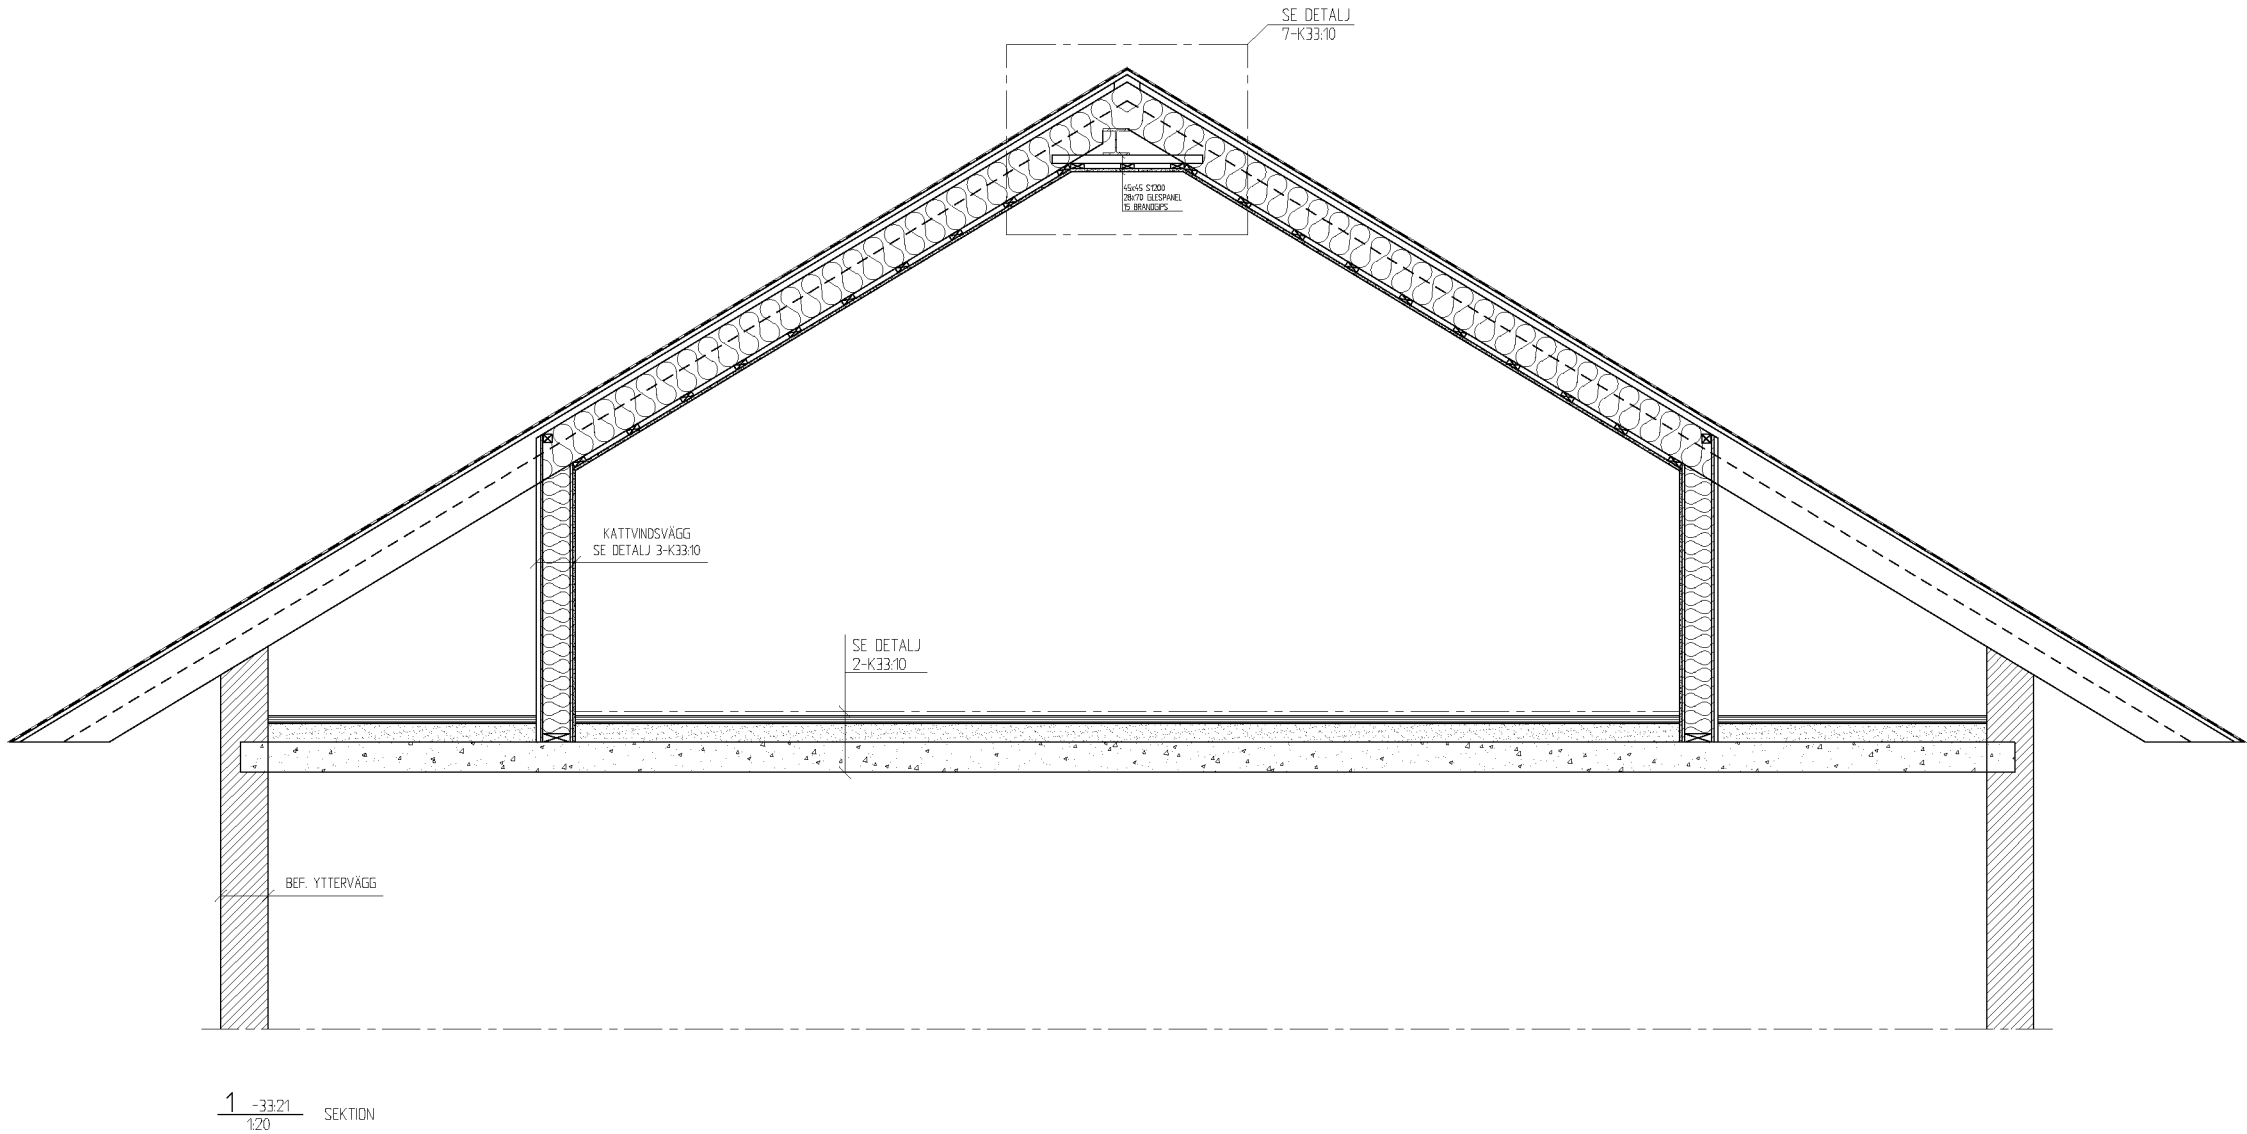 SE DETALJ
7-K33:10
45x45 S1200
28x70 GLESPANEL
15 BRANDGIPS
KATTVINDSVÄGG
SE DETALJ 3-K33:10
SE DETALJ
2-K33:10
BEF. YTTERVÄGG
1 -33:21
1:20
SEKTION